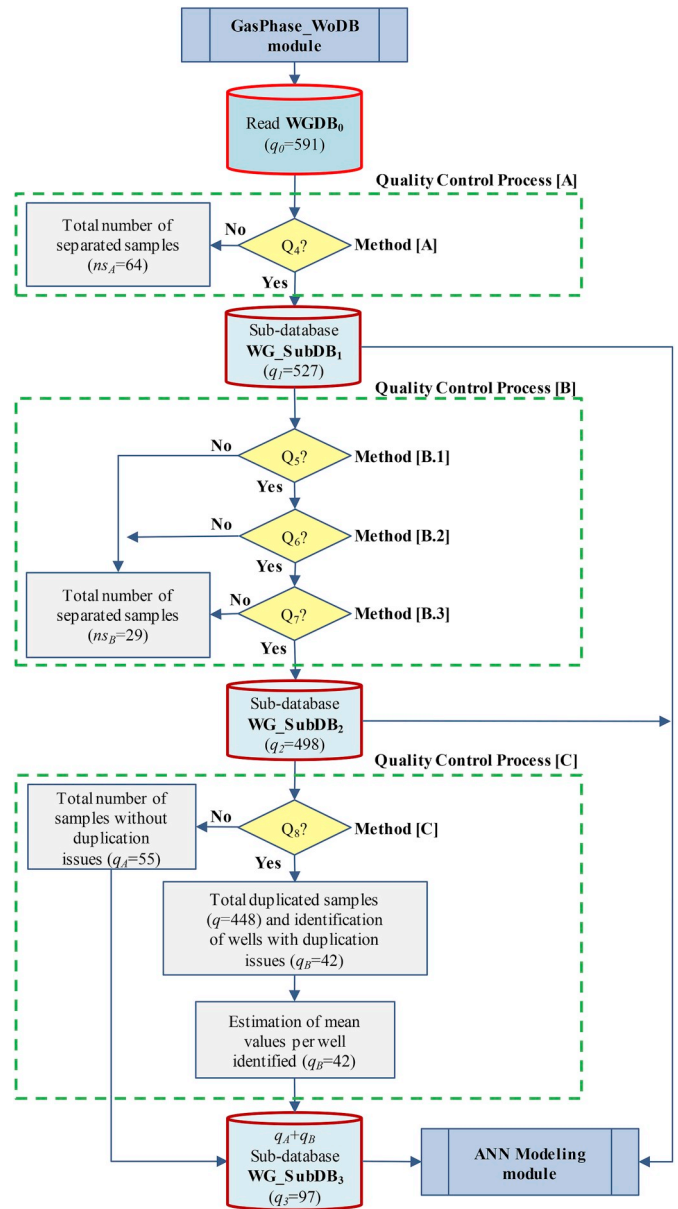 GasPhase_WoDB
module
Read WGDB0
(q0=591)
Quality Control Process [A]
Total number of
separated samples
(nsA=64)
No
Q4?
Method [A]
Yes
Sub-database
WG_SubDB1
(q1=527)
Quality Control Process [B]
No
Q5?
Method [B.1]
Yes
No
Q6?
Method [B.2]
Yes
Total number of
separated samples
(nsB=29)
No
Q7?
Method [B.3]
Yes
Sub-database
WG_SubDB2
(q2=498)
Quality Control Process [C]
Total number of
samples without
duplication
issues (qA=55)
No
Q8?
Method [C]
Yes
Total duplicated samples
(q=448) and identification
of wells with duplication
issues (qB=42)
Estimation of mean
values per well
identified (qB=42)
qA+qB
Sub-database
WG_SubDB3
(q3=97)
ANN Modeling
module